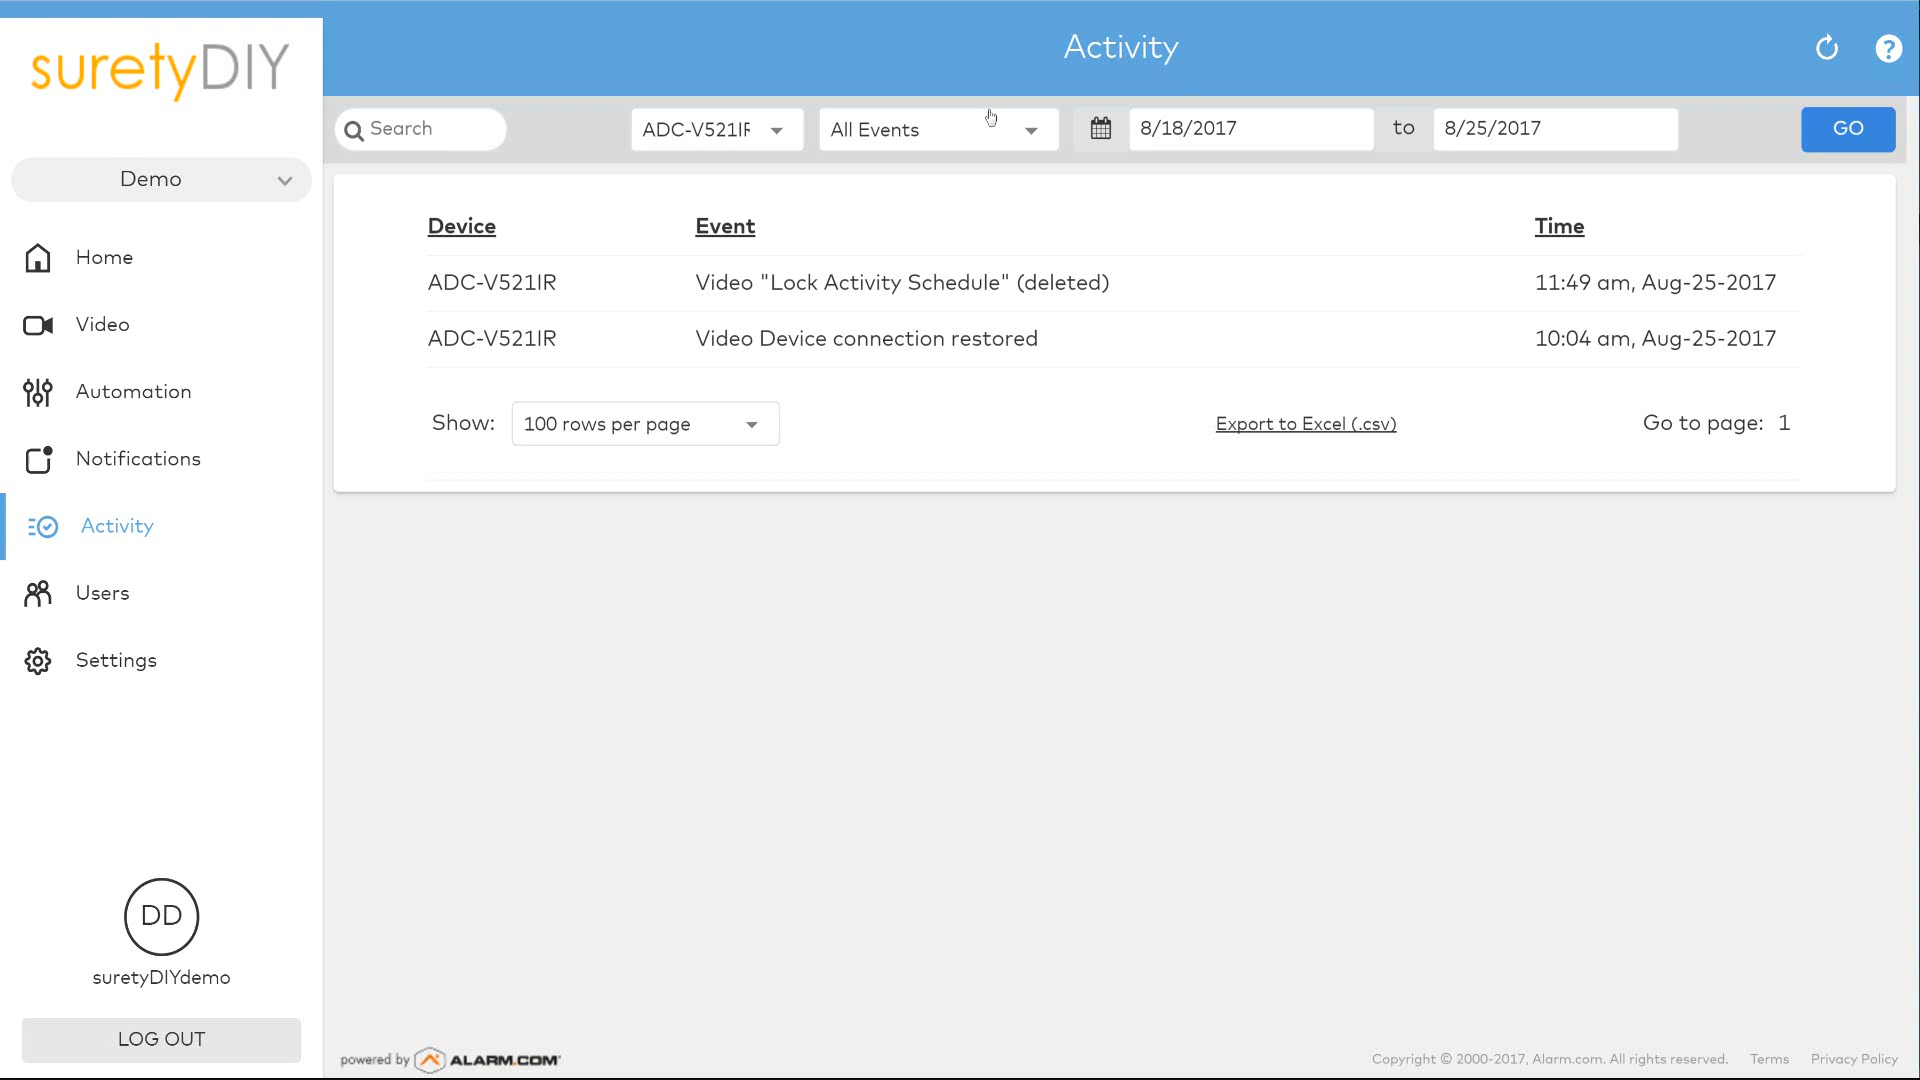 suretyDIY
Activity
Search
ADC-V521IR
All Events
8/18/2017
to
8/25/2017
GO
Demo
Home
Video
Automation
Notifications
Activity
Users
Settings
Device Event Time
ADC-V521IR Video "Lock Activity Schedule" (deleted) 11:49 am, Aug-25-2017
ADC-V521IR Video Device connection restored 10:04 am, Aug-25-2017
Show: 100 rows per page Export to Excel (.csv) Go to page: 1
DD
suretyDIYdemo
LOG OUT
powered by ALARM.COM
Copyright © 2000-2017, Alarm.com. All rights reserved. Terms Privacy Policy